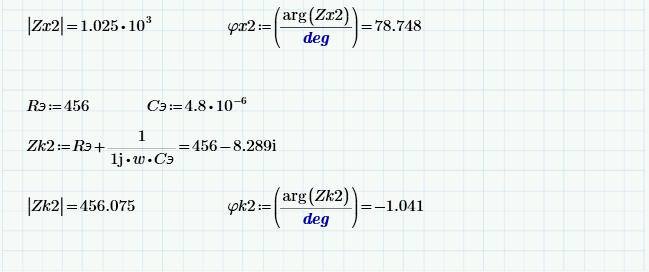 |Zx2|=1.025·10³ φx2:=(arg(Zx2)/deg)=78.748
Rэ:=456 Cэ:=4.8·10⁻⁶
Zk2:=Rэ+1/(1j·w·Cэ)=456−8.289i
|Zk2|=456.075 φk2:=(arg(Zk2)/deg)=−1.041